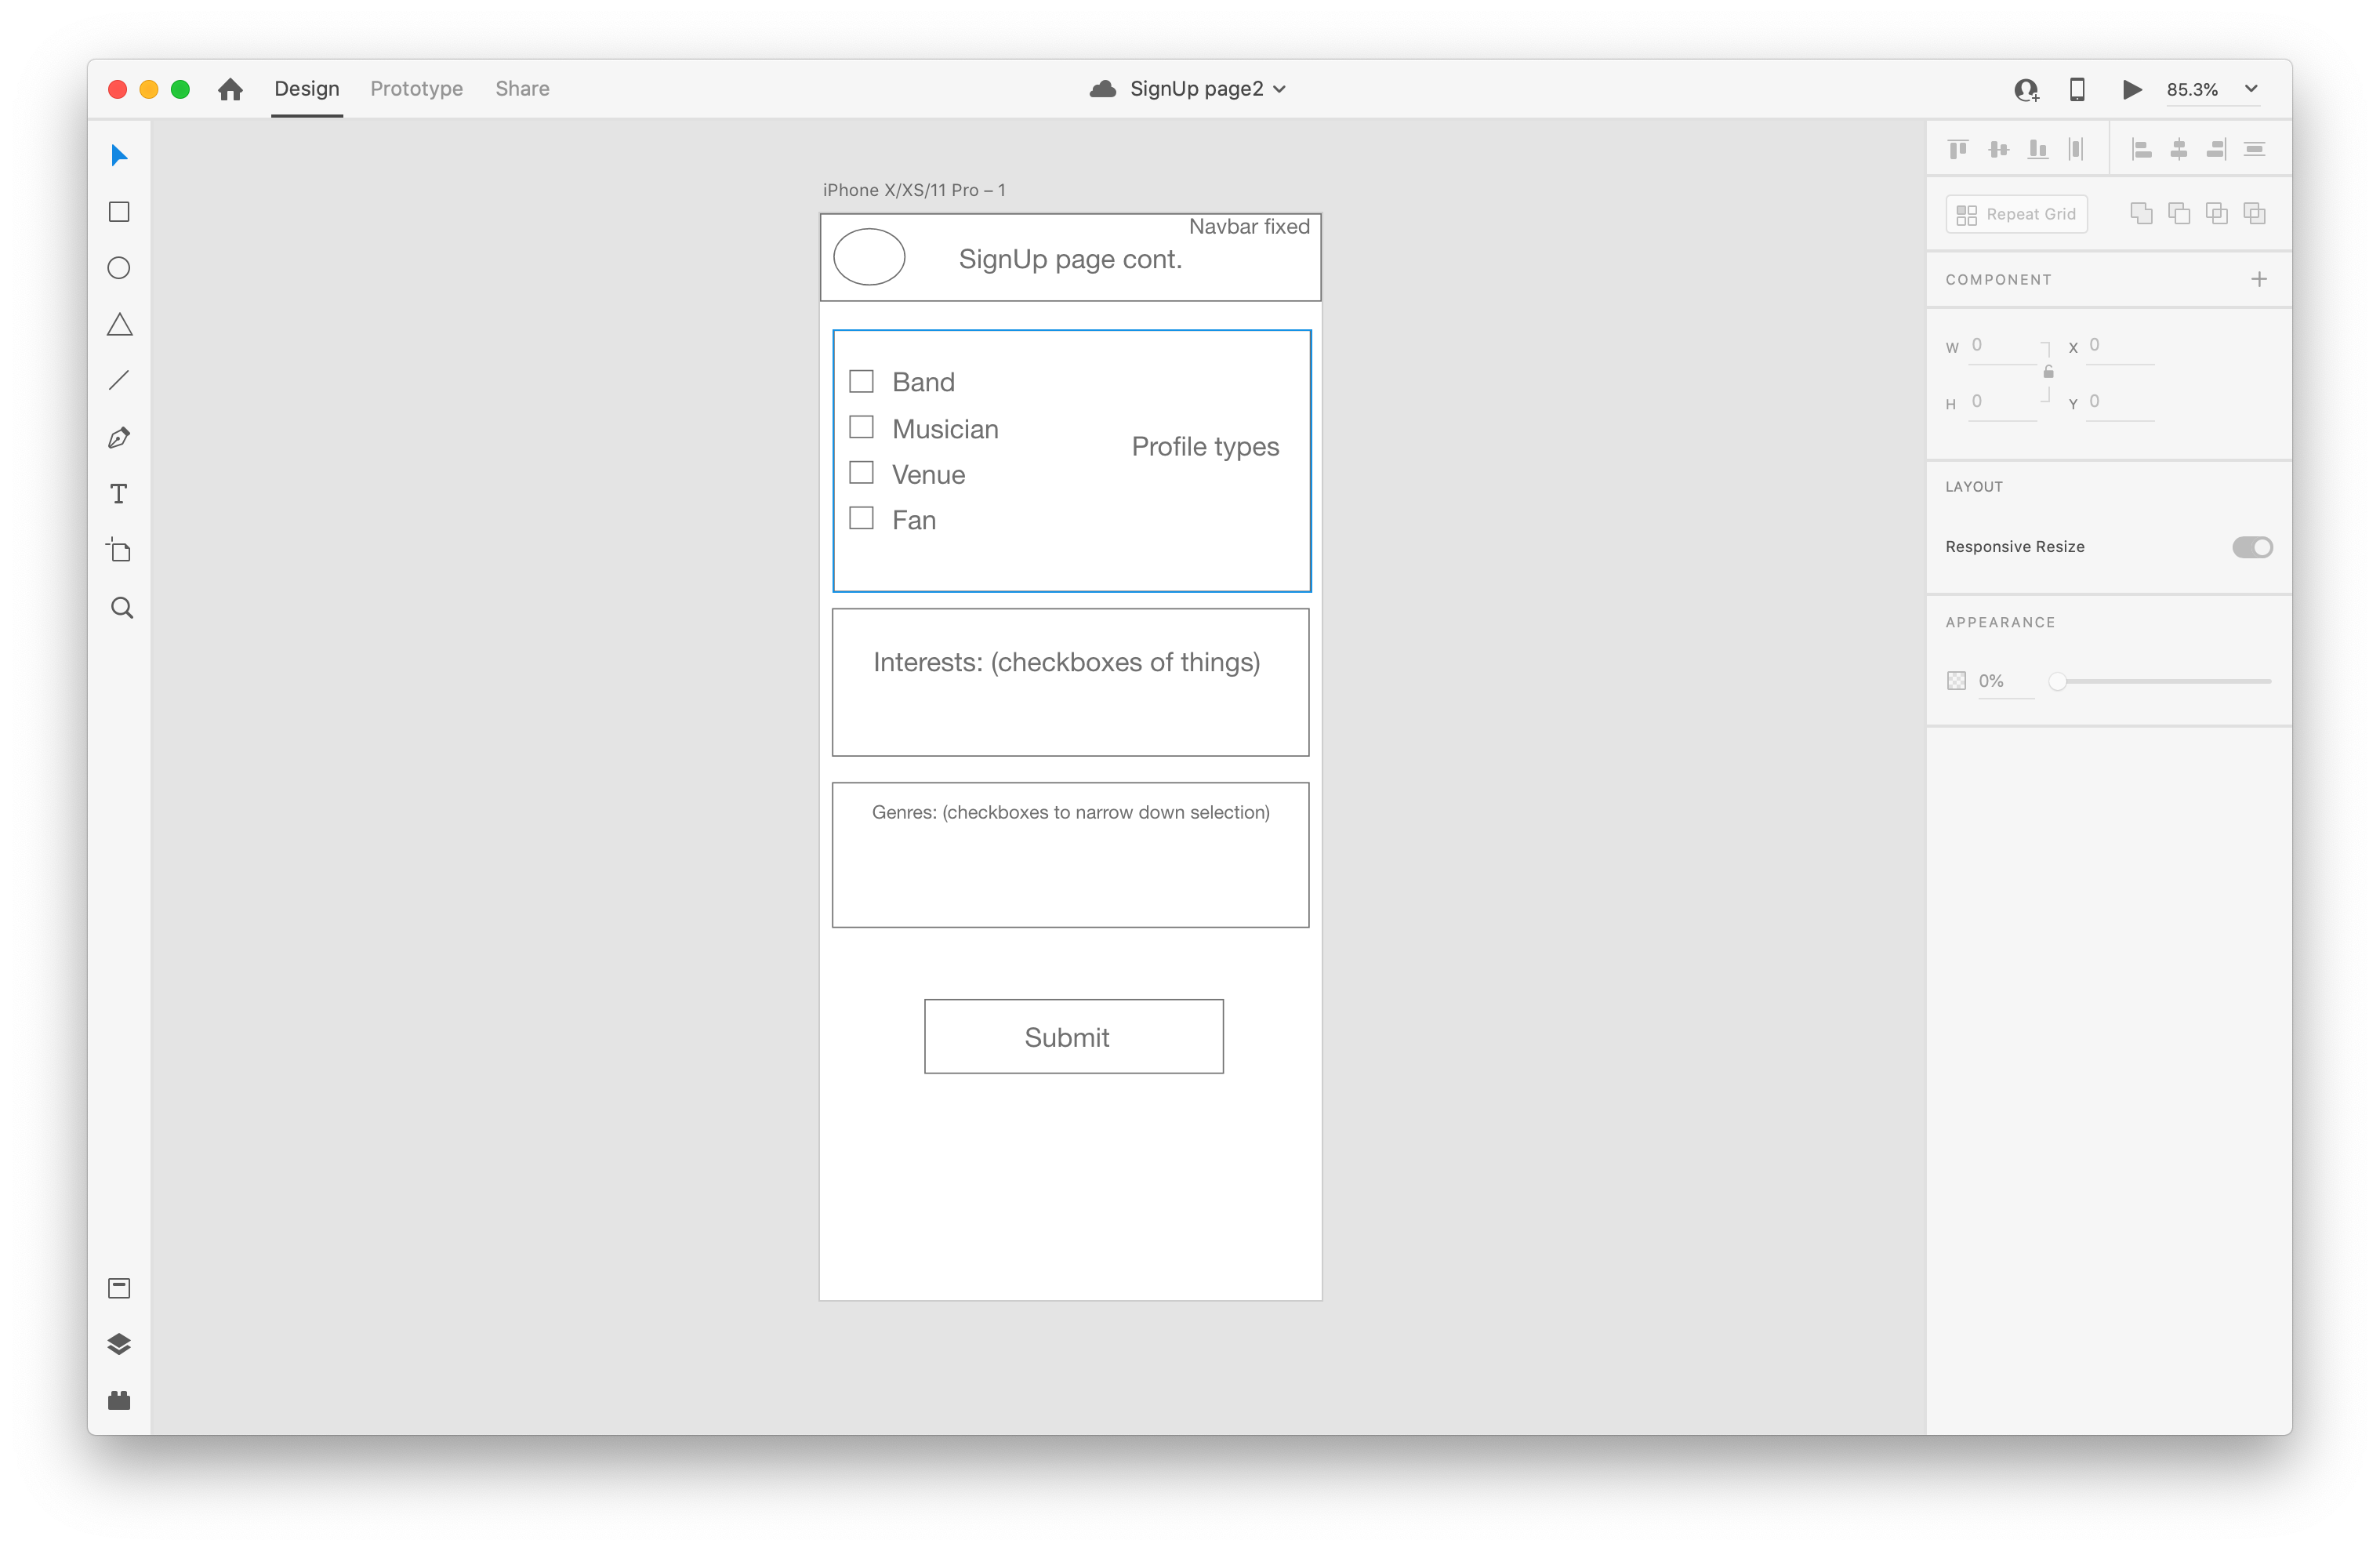 Design Prototype Share SignUp page2 85.3%
iPhone X/XS/11 Pro – 1
Navbar fixed
SignUp page cont.
Band
Musician
Profile types
Venue
Fan
Interests: (checkboxes of things)
Genres: (checkboxes to narrow down selection)
Submit
Repeat Grid
COMPONENT
W 0 X 0
H 0 Y 0
LAYOUT
Responsive Resize
APPEARANCE
0%